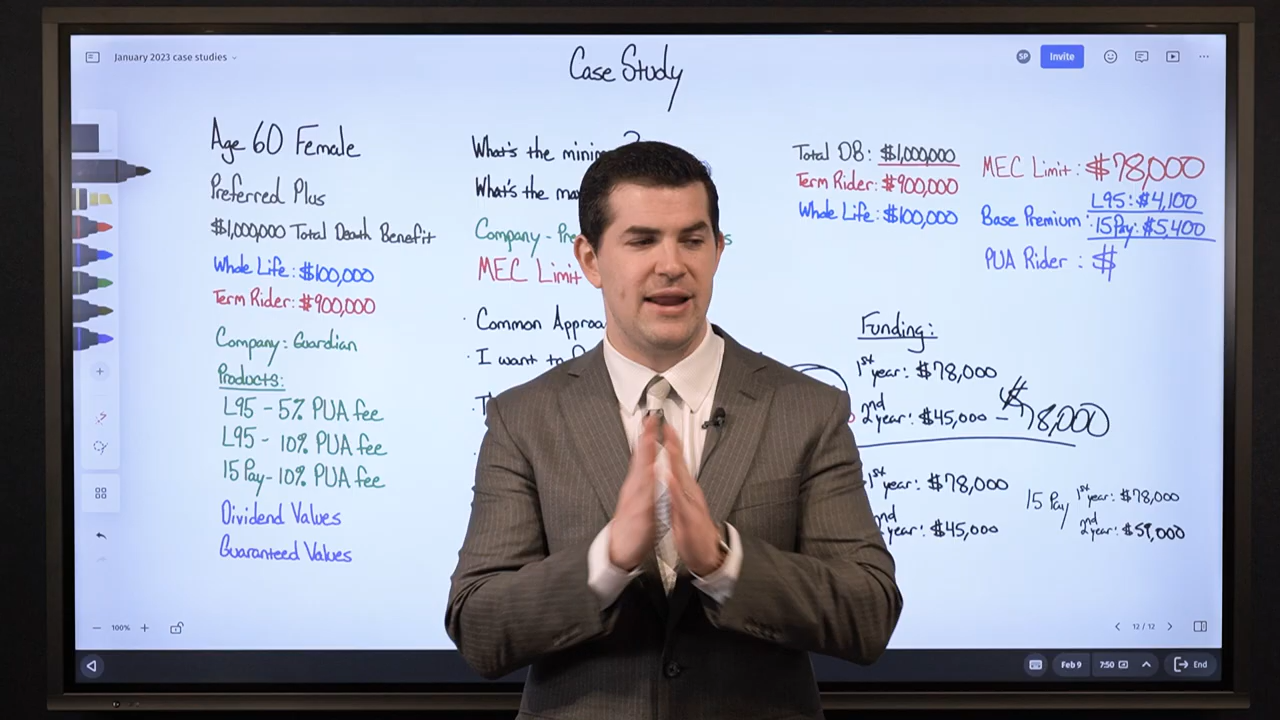 January 2023 case studies
SP
Invite
Case Study
Age 60 Female
Preferred Plus
$1,000,000 Total Death Benefit
Whole Life: $100,000
Term Rider: $900,000
Company: Guardian
Products:
L95 - 5% PUA fee
L95 - 10% PUA fee
15 Pay - 10% PUA fee
Dividend Values
Guaranteed Values
What's the
What's the
Company -
MEC Limit
· Common
· I want to
Total DB: $1,000,000
Term Rider: $900,000
Whole Life: $100,000
MEC Limit: $78,000
Base Premium: L95: $4,100
15 Pay: $5,400
PUA Rider: $
Funding:
1st year: $78,000
2nd year: $45,000 - $78,000
1st year: $78,000
year: $45,000
15 Pay
1st year: $78,000
2nd year: $59,000
100%
12 / 12
Feb 9
7:50
End